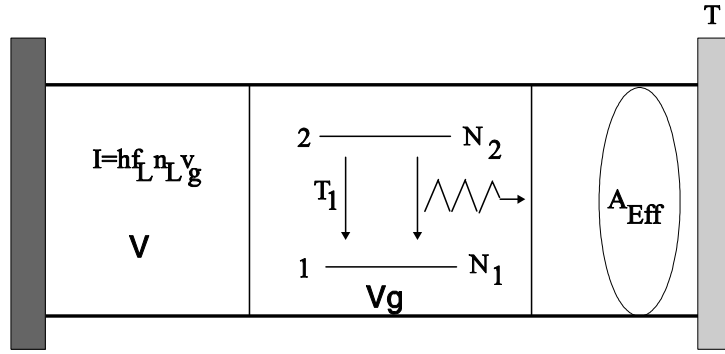 T
I=hf_L n_L v_g
V
2 N_2
T_1
1 N_1
Vg
A_Eff